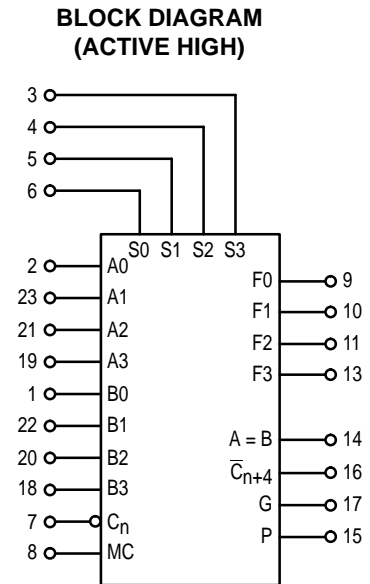 BLOCK DIAGRAM
(ACTIVE HIGH)
3
4
5
6
S0 S1 S2 S3
2 A0
23 A1
21 A2
19 A3
1 B0
22 B1
20 B2
18 B3
7 Cn
8 MC
F0 9
F1 10
F2 11
F3 13
A = B 14
C̅n+4 16
G 17
P 15